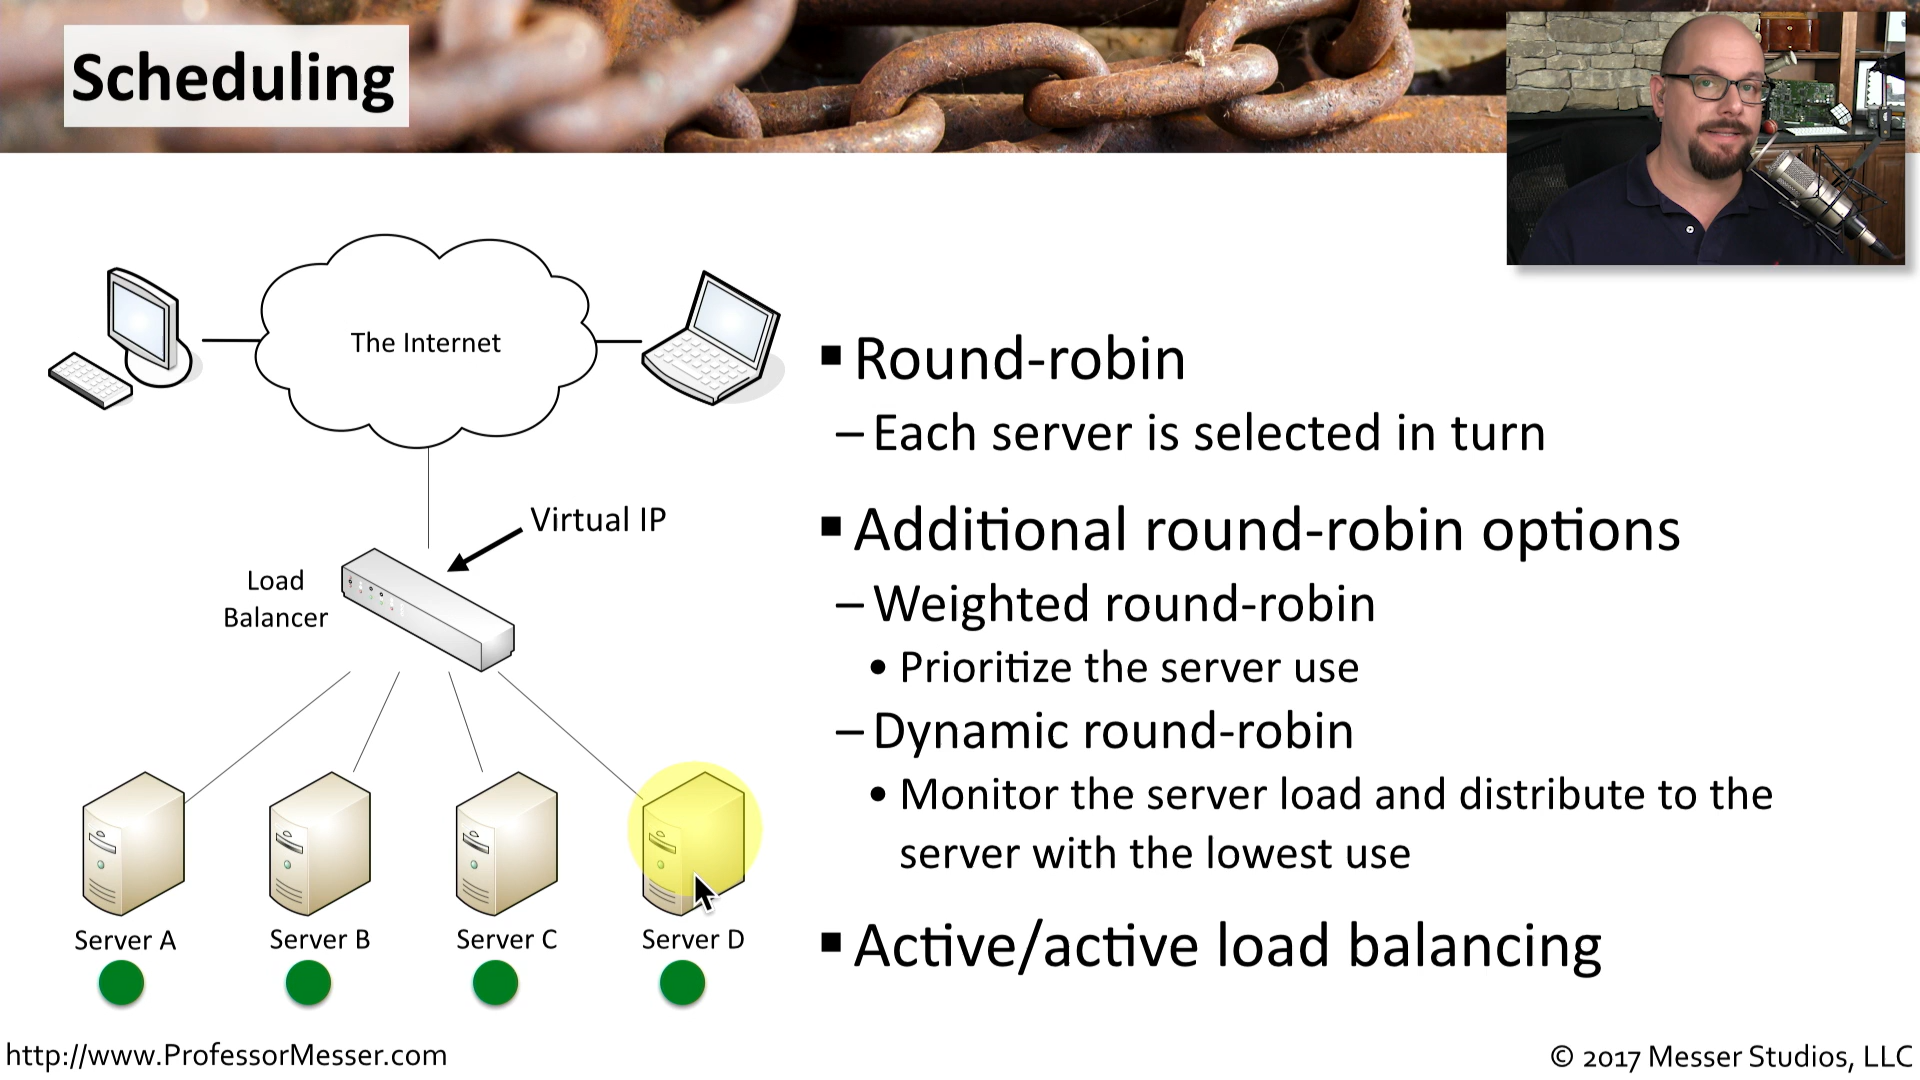 Scheduling
The Internet
Virtual IP
Load
Balancer
Server A
Server B
Server C
Server D
▪ Round-robin
– Each server is selected in turn
▪ Additional round-robin options
– Weighted round-robin
• Prioritize the server use
– Dynamic round-robin
• Monitor the server load and distribute to the
server with the lowest use
▪ Active/active load balancing
http://www.ProfessorMesser.com
© 2017 Messer Studios, LLC